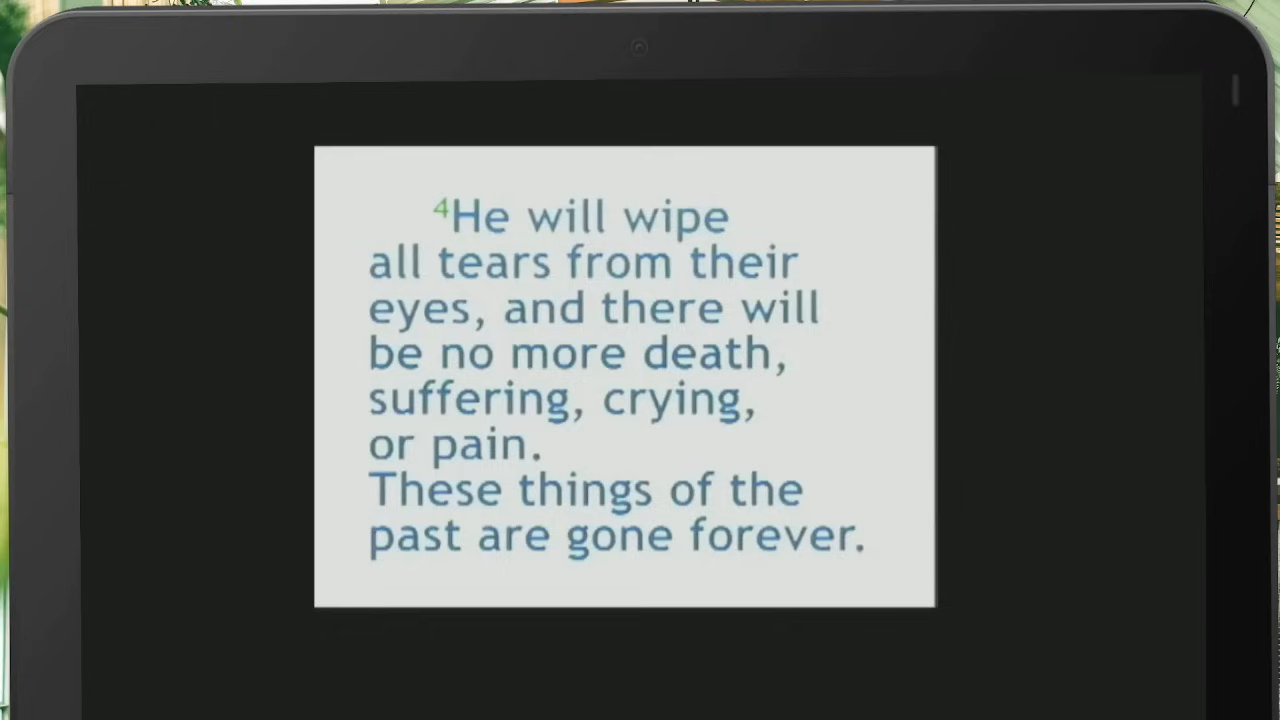 ⁴He will wipe
all tears from their
eyes, and there will
be no more death,
suffering, crying,
or pain.
These things of the
past are gone forever.